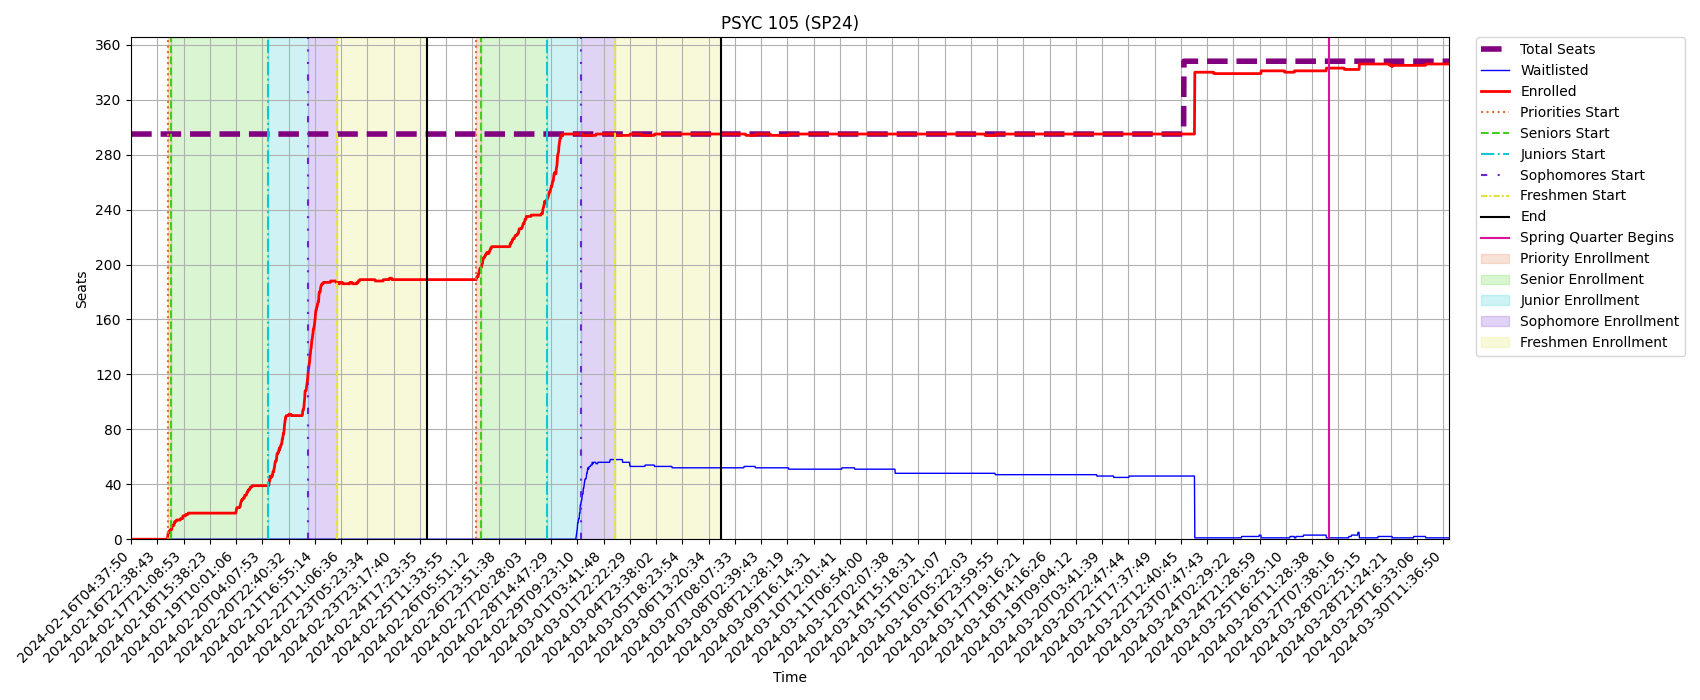 PSYC 105 (SP24)
360
320
280
240
200
160
120
80
40
0
Seats
2024-02-16T04:37:50
2024-02-16T22:38:43
2024-02-17T21:08:53
2024-02-18T15:38:23
2024-02-19T10:01:06
2024-02-20T04:07:53
2024-02-20T22:40:32
2024-02-21T16:55:14
2024-02-22T11:06:36
2024-02-23T05:23:34
2024-02-23T23:17:40
2024-02-24T17:23:35
2024-02-25T11:33:55
2024-02-26T05:51:12
2024-02-26T23:51:38
2024-02-27T20:28:03
2024-02-28T14:47:29
2024-02-29T09:23:10
2024-03-01T03:41:48
2024-03-01T22:22:29
2024-03-04T23:38:02
2024-03-05T18:23:54
2024-03-06T13:20:34
2024-03-07T08:07:33
2024-03-08T02:39:43
2024-03-08T21:28:19
2024-03-09T16:14:31
2024-03-10T12:01:41
2024-03-11T06:54:00
2024-03-12T02:07:38
2024-03-14T15:18:31
2024-03-15T10:21:07
2024-03-16T05:22:03
2024-03-16T23:59:55
2024-03-17T19:16:21
2024-03-18T14:16:26
2024-03-19T09:04:12
2024-03-20T03:41:39
2024-03-20T22:47:44
2024-03-21T17:37:49
2024-03-22T12:40:45
2024-03-23T07:47:43
2024-03-24T02:29:22
2024-03-24T21:28:59
2024-03-25T16:25:10
2024-03-26T11:28:38
2024-03-27T07:38:16
2024-03-28T02:25:15
2024-03-28T21:24:21
2024-03-29T16:33:06
2024-03-30T11:36:50
Time
Total Seats
Waitlisted
Enrolled
Priorities Start
Seniors Start
Juniors Start
Sophomores Start
Freshmen Start
End
Spring Quarter Begins
Priority Enrollment
Senior Enrollment
Junior Enrollment
Sophomore Enrollment
Freshmen Enrollment